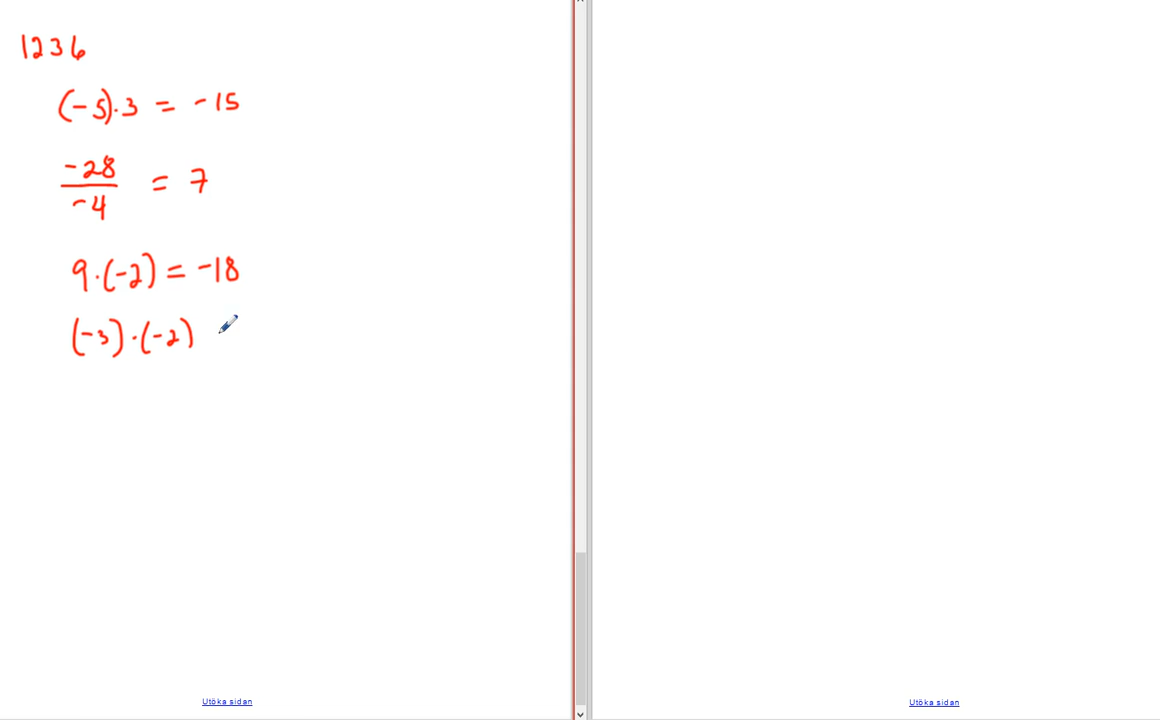 1236
(-5)·3 = -15
-28
-4
= 7
9·(-2) = -18
(-3)·(-2)
Utöka sidan
Utöka sidan